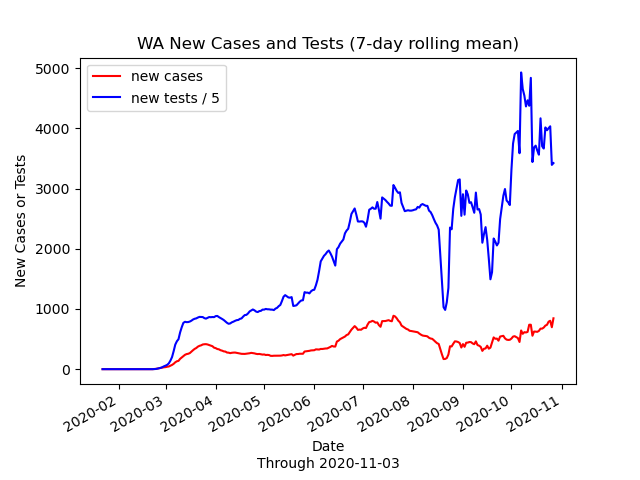 WA New Cases and Tests (7-day rolling mean)
new cases
new tests / 5
New Cases or Tests
5000
4000
3000
2000
1000
0
2020-02
2020-03
2020-04
2020-05
2020-06
2020-07
2020-08
2020-09
2020-10
2020-11
Date
Through 2020-11-03